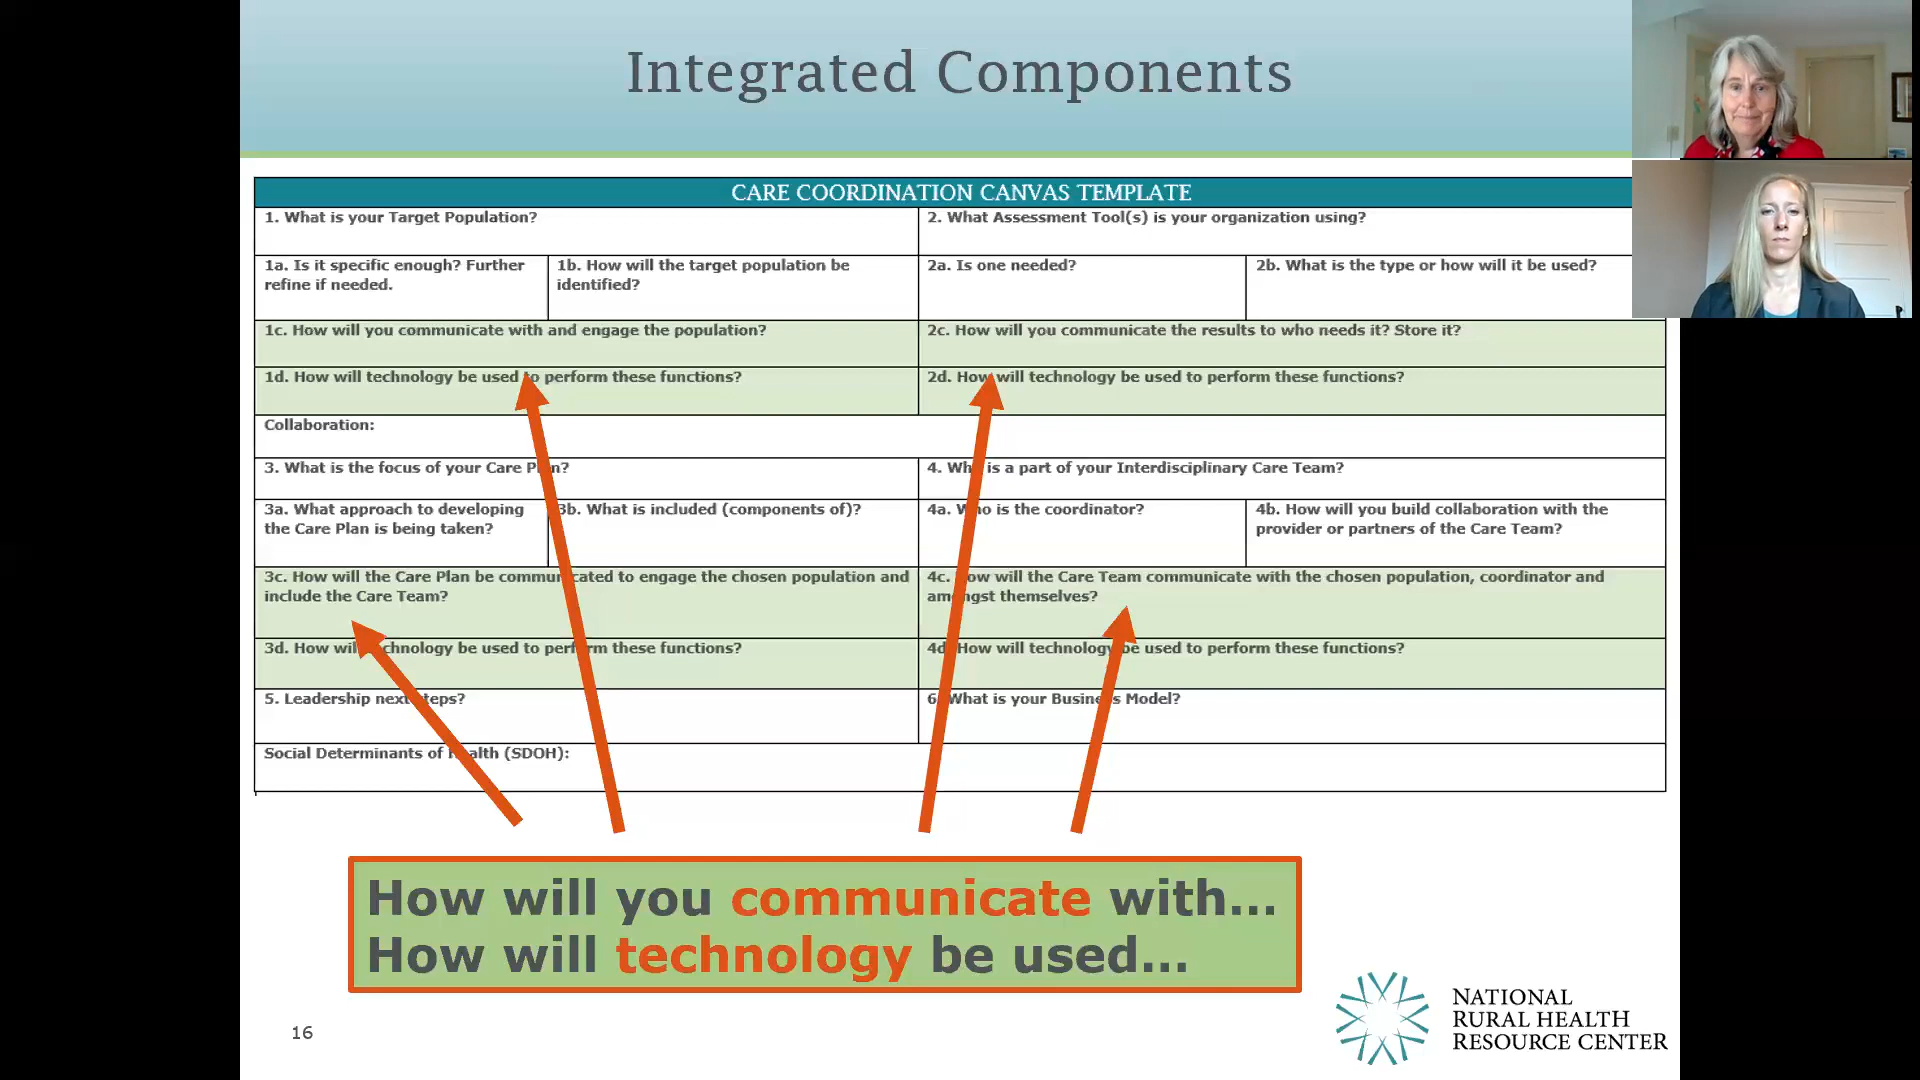 Integrated Components
CARE COORDINATION CANVAS TEMPLATE
1. What is your Target Population?
2. What Assessment Tool(s) is your organization using?
1a. Is it specific enough? Further
refine if needed.
1b. How will the target population be
identified?
2a. Is one needed?
2b. What is the type or how will it be used?
1c. How will you communicate with and engage the population?
2c. How will you communicate the results to who needs it? Store it?
1d. How will technology be used to perform these functions?
2d. How will technology be used to perform these functions?
Collaboration:
3. What is the focus of your Care Plan?
4. Who is a part of your Interdisciplinary Care Team?
3a. What approach to developing
the Care Plan is being taken?
3b. What is included (components of)?
4a. Who is the coordinator?
4b. How will you build collaboration with the
provider or partners of the Care Team?
3c. How will the Care Plan be communicated to engage the chosen population and
include the Care Team?
4c. How will the Care Team communicate with the chosen population, coordinator and
amongst themselves?
3d. How will technology be used to perform these functions?
4d. How will technology be used to perform these functions?
5. Leadership next steps?
6. What is your Business Model?
Social Determinants of Health (SDOH):
How will you communicate with...
How will technology be used...
16
NATIONAL
RURAL HEALTH
RESOURCE CENTER